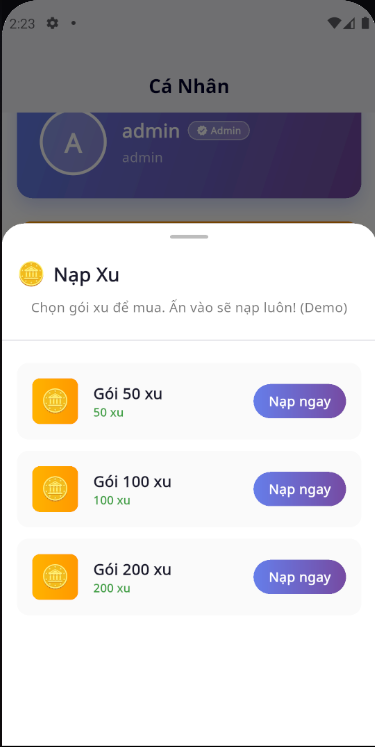 2:23
Cá Nhân
A
admin
Admin
admin
Nạp Xu
Chọn gói xu để mua. Ấn vào sẽ nạp luôn! (Demo)
Gói 50 xu
50 xu
Nạp ngay
Gói 100 xu
100 xu
Nạp ngay
Gói 200 xu
200 xu
Nạp ngay